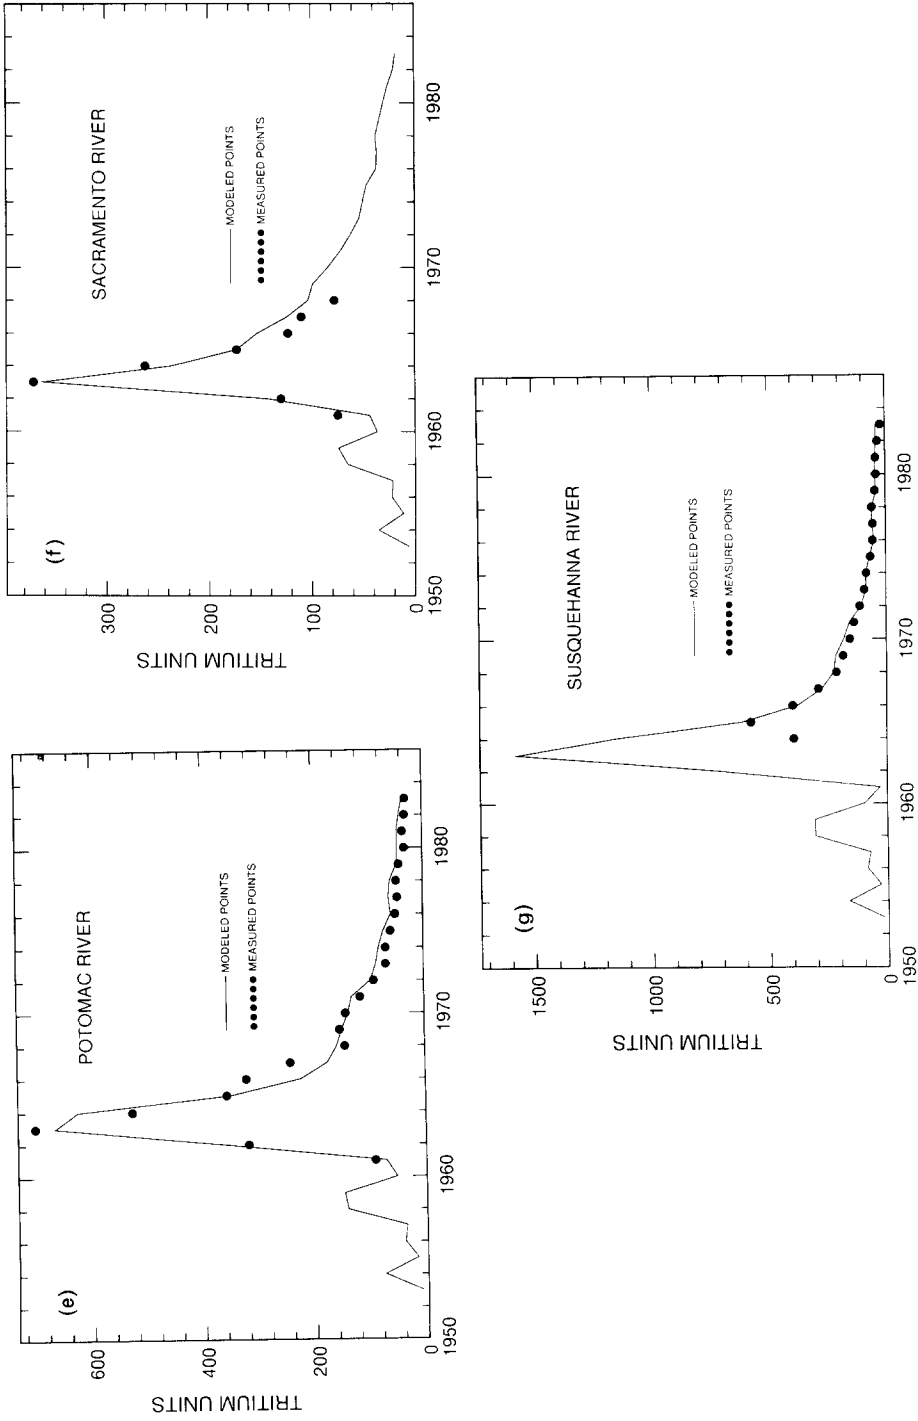 (e)
POTOMAC RIVER
MODELED POINTS
MEASURED POINTS
TRITIUM UNITS
600
400
200
0
1950
1960
1970
1980
(f)
SACRAMENTO RIVER
MODELED POINTS
MEASURED POINTS
TRITIUM UNITS
300
200
100
0
1950
1960
1970
1980
(g)
SUSQUEHANNA RIVER
MODELED POINTS
MEASURED POINTS
TRITIUM UNITS
1500
1000
500
0
1950
1960
1970
1980